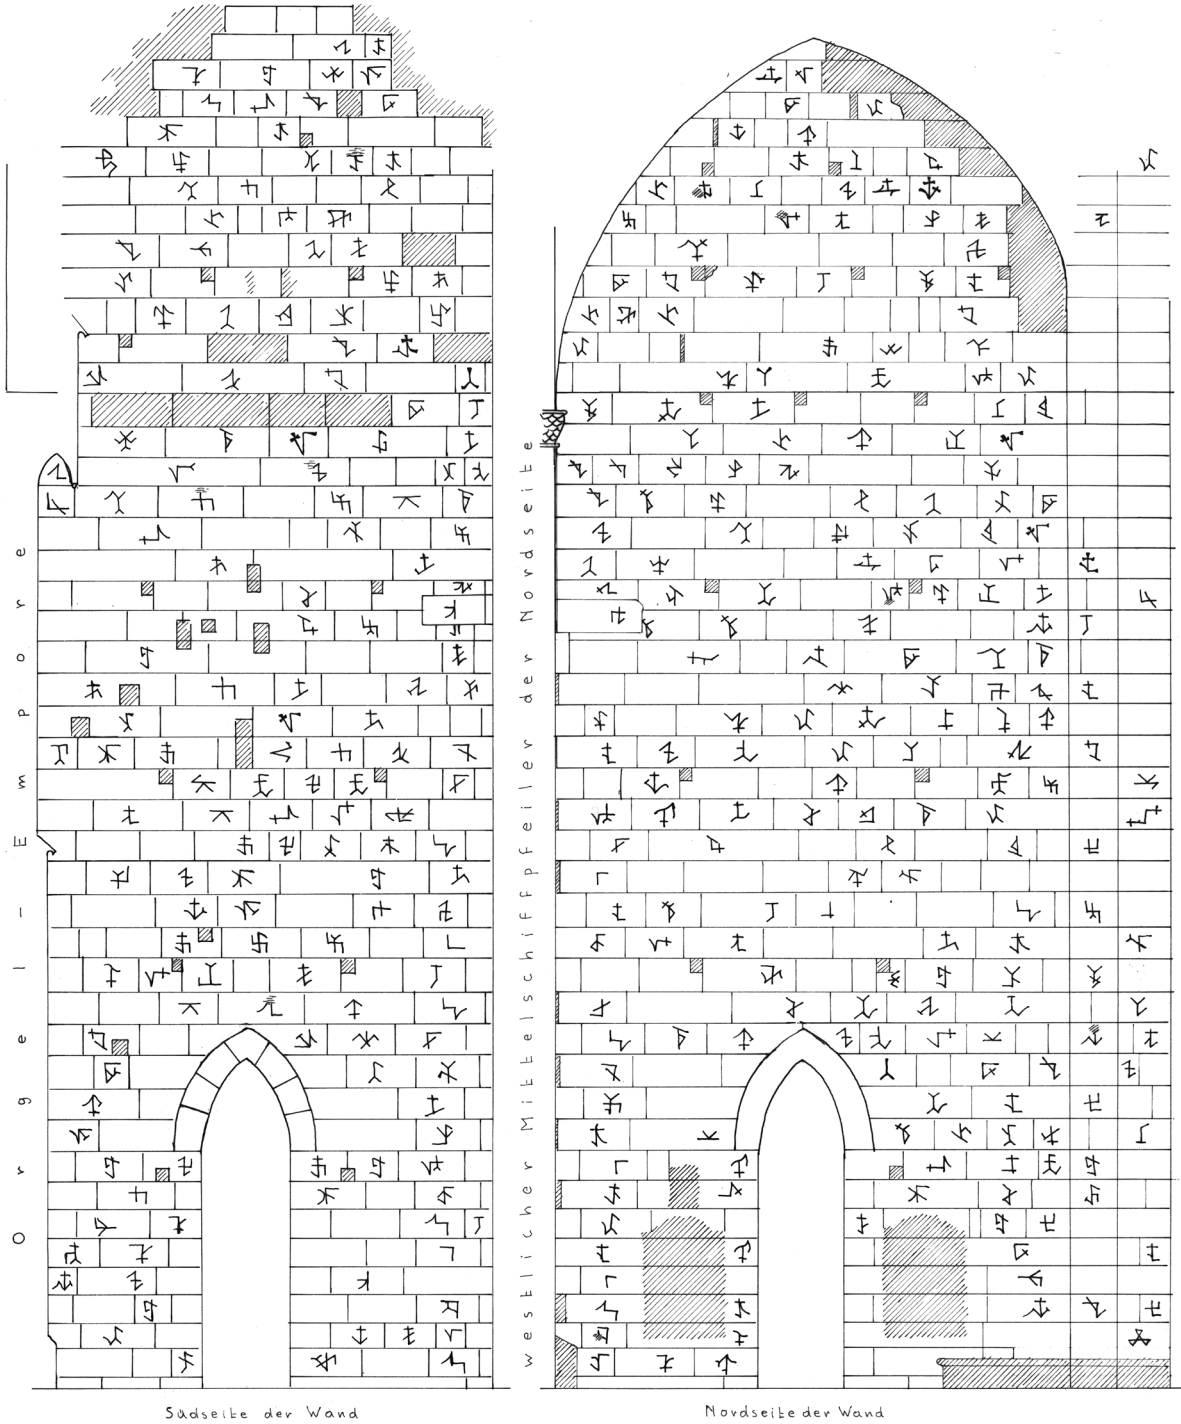 Orgel-Empore
westlicher Mittelschiffpfeiler der Nordseite
Südseite der Wand
Nordseite der Wand